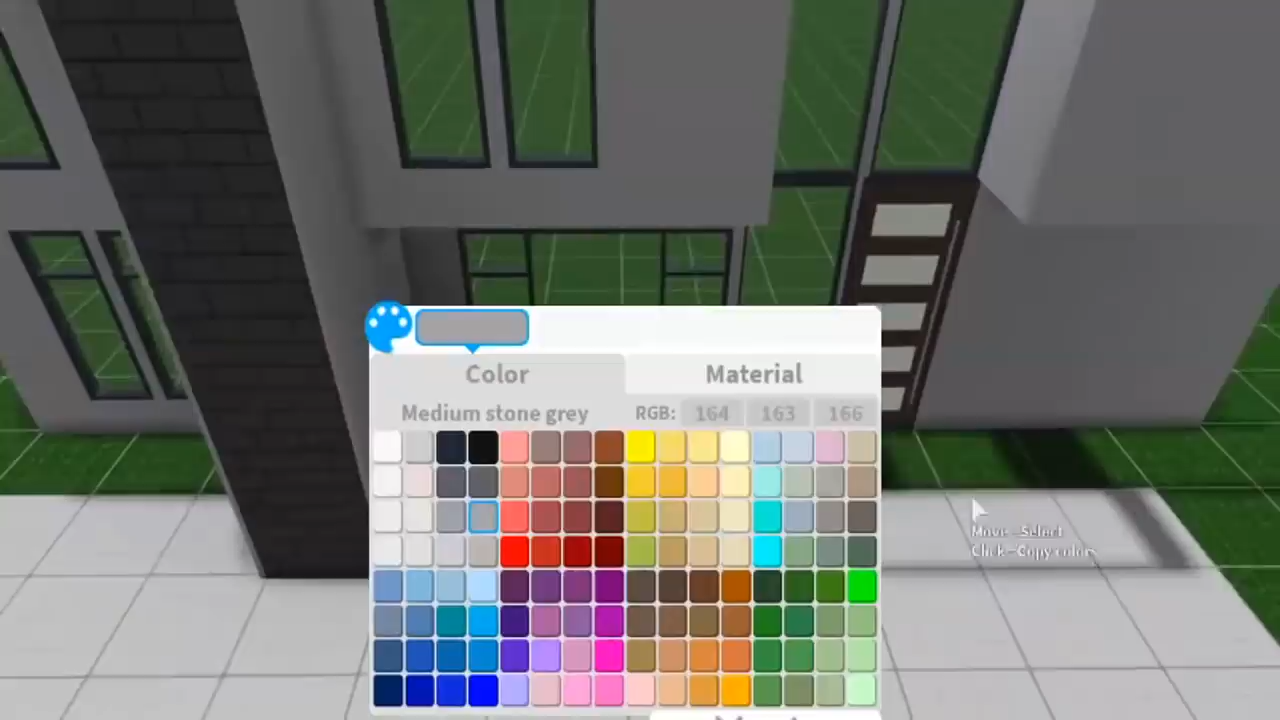 Color
Material
Medium stone grey
RGB: 164 163 166
Move - Select
Click - Copy colors